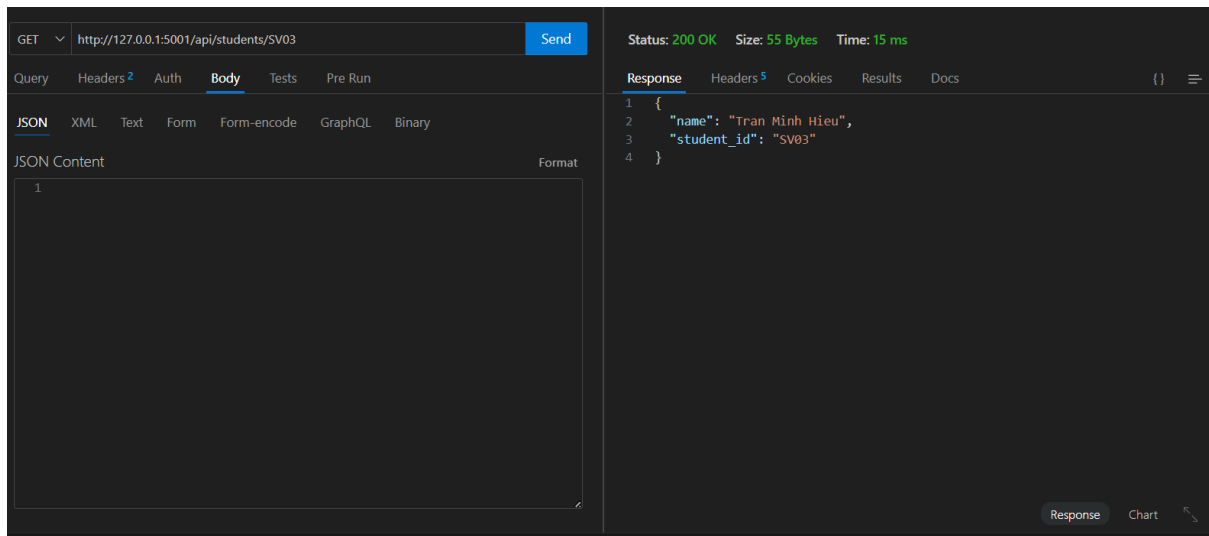 GET http://127.0.0.1:5001/api/students/SV03 Send
Query Headers 2 Auth Body Tests Pre Run
JSON XML Text Form Form-encode GraphQL Binary
JSON Content Format
1
Status: 200 OK Size: 55 Bytes Time: 15 ms
Response Headers 5 Cookies Results Docs {}
1 {
2 "name": "Tran Minh Hieu",
3 "student_id": "SV03"
4 }
Response Chart